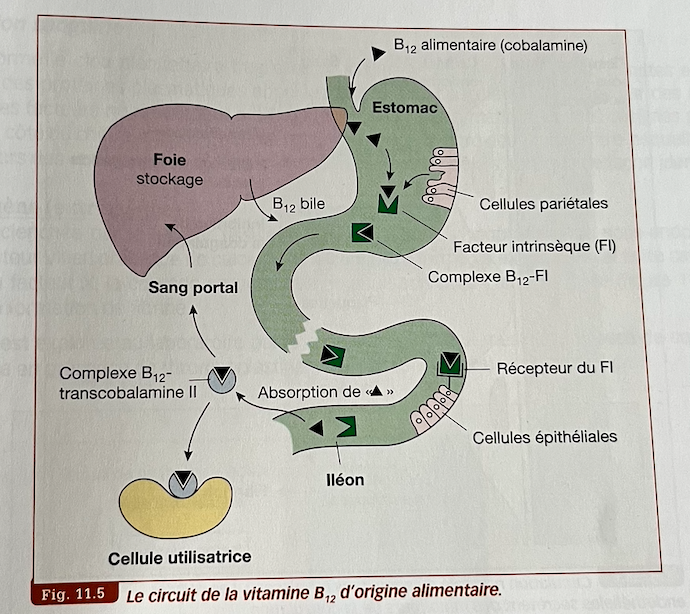 B₁₂ alimentaire (cobalamine)
Estomac
Foie
stockage
B₁₂ bile
Cellules pariétales
Facteur intrinsèque (FI)
Complexe B₁₂-FI
Sang portal
Complexe B₁₂-
transcobalamine II
Absorption de «▲»
Récepteur du FI
Cellules épithéliales
Iléon
Cellule utilisatrice
Fig. 11.5 Le circuit de la vitamine B₁₂ d'origine alimentaire.